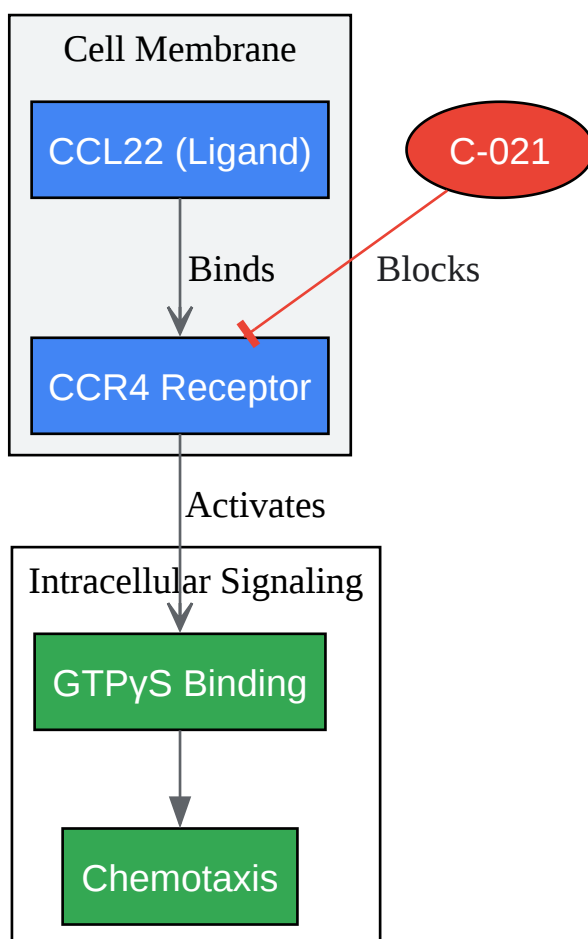 Cell Membrane
CCL22 (Ligand)
C-021
Binds
Blocks
CCR4 Receptor
Activates
Intracellular Signaling
GTPγS Binding
Chemotaxis